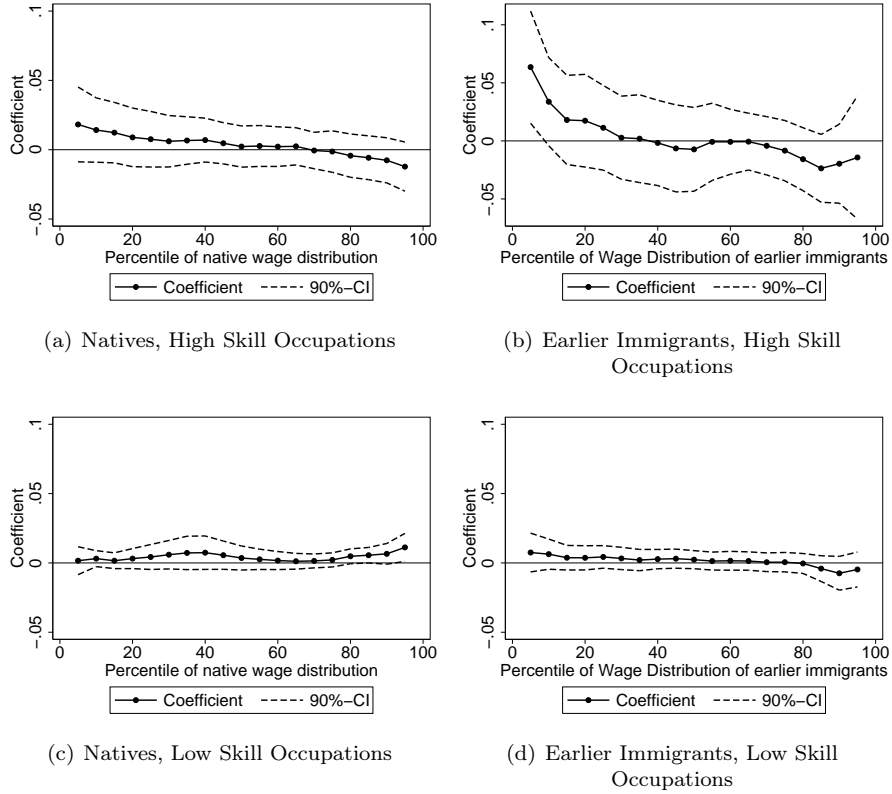 Coefficient
-.05 0 .05 .1
0 20 40 60 80 100
Percentile of native wage distribution
Coefficient 90%-CI
(a) Natives, High Skill Occupations
Coefficient
-.05 0 .05 .1
0 20 40 60 80 100
Percentile of Wage Distribution of earlier immigrants
Coefficient 90%-CI
(b) Earlier Immigrants, High Skill
Occupations
Coefficient
-.05 0 .05 .1
0 20 40 60 80 100
Percentile of native wage distribution
Coefficient 90%-CI
(c) Natives, Low Skill Occupations
Coefficient
-.05 0 .05 .1
0 20 40 60 80 100
Percentile of Wage Distribution of earlier immigrants
Coefficient 90%-CI
(d) Earlier Immigrants, Low Skill
Occupations